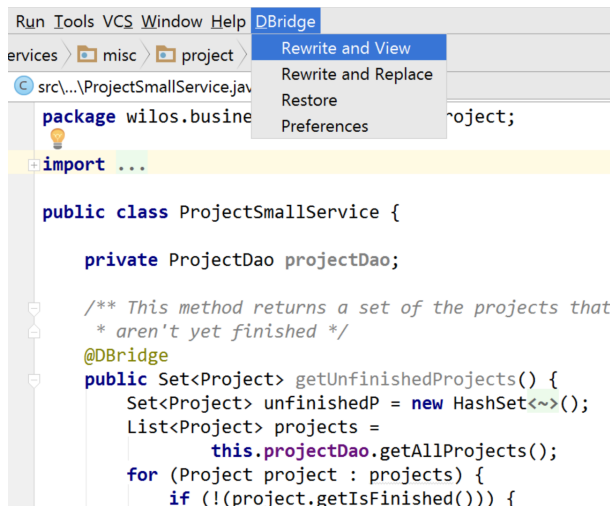 Run Tools VCS Window Help DBridge
ervices misc project
Rewrite and View
Rewrite and Replace
Restore
Preferences
C src\...\ProjectSmallService.jav
package wilos.busine roject;
import ...
public class ProjectSmallService {
private ProjectDao projectDao;
/** This method returns a set of the projects that
* aren't yet finished */
@DBridge
public Set<Project> getUnfinishedProjects() {
Set<Project> unfinishedP = new HashSet<~>();
List<Project> projects =
this.projectDao.getAllProjects();
for (Project project : projects) {
if (!(project.getIsFinished())) {